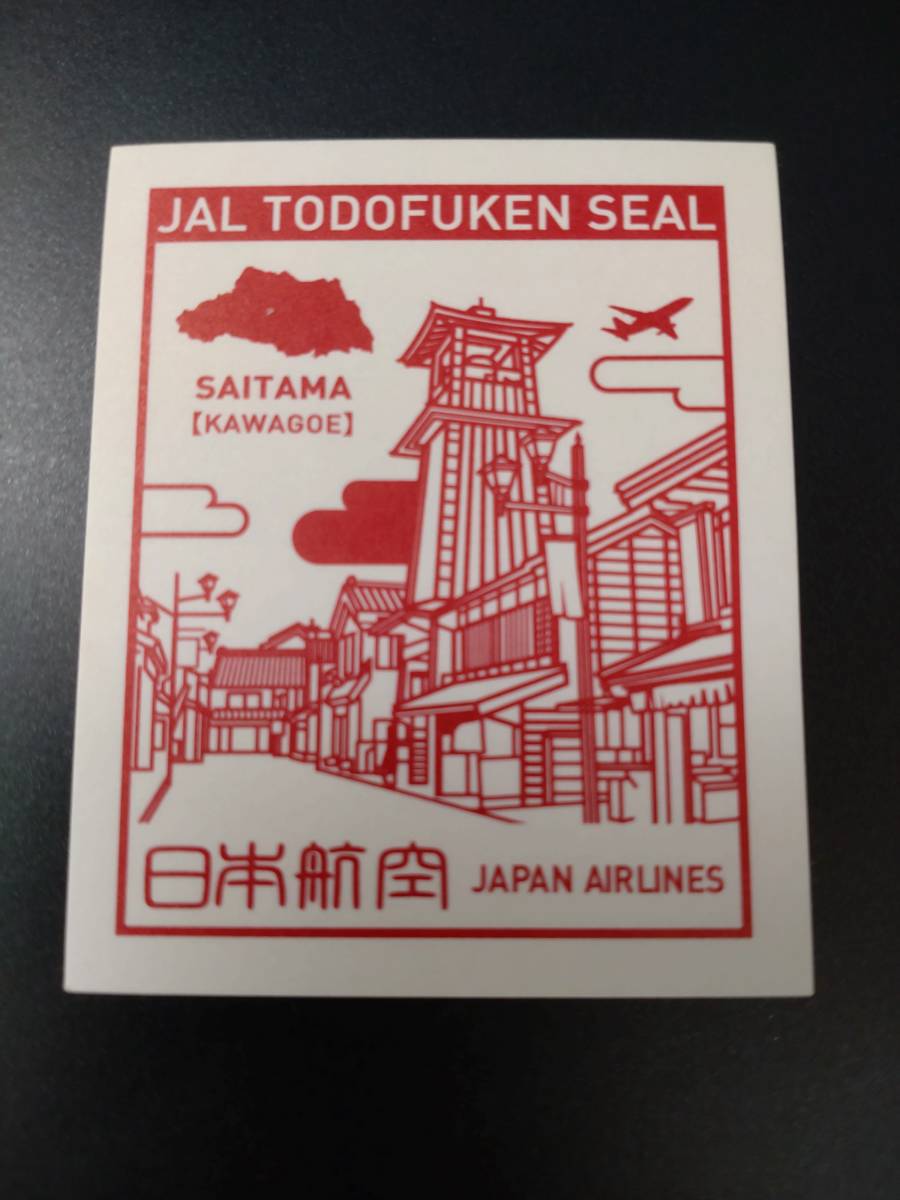 JAL TODOFUKEN SEAL
SAITAMA
【KAWAGOE】
日本航空 JAPAN AIRLINES